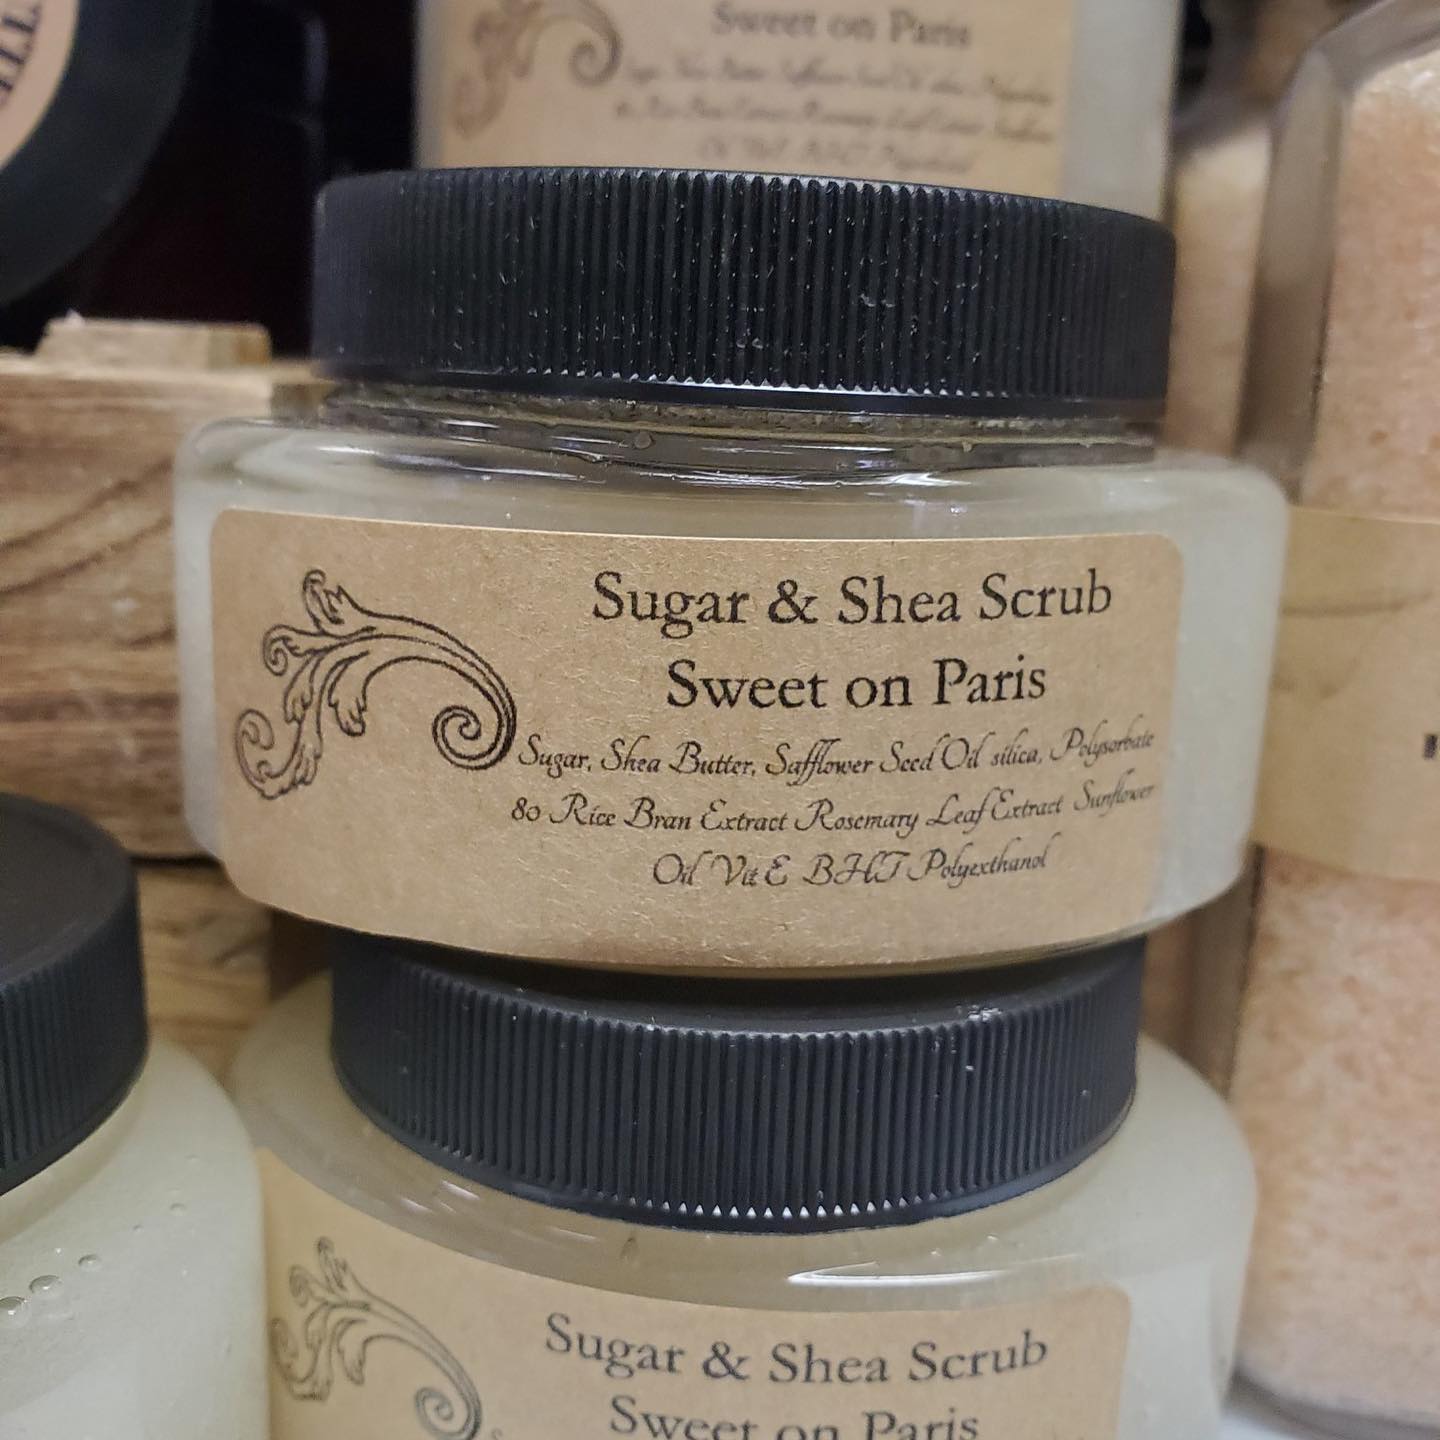 Sweet on Paris
Sugar & Shea Scrub
Sweet on Paris
Sugar, Shea Butter, Safflower Seed Oil silica, Polysorbate
80 Rice Bran Extract Rosemary Leaf Extract Sunflower
Oil Vit E BHT Polyexthanol
Sugar & Shea Scrub
Sweet on Paris